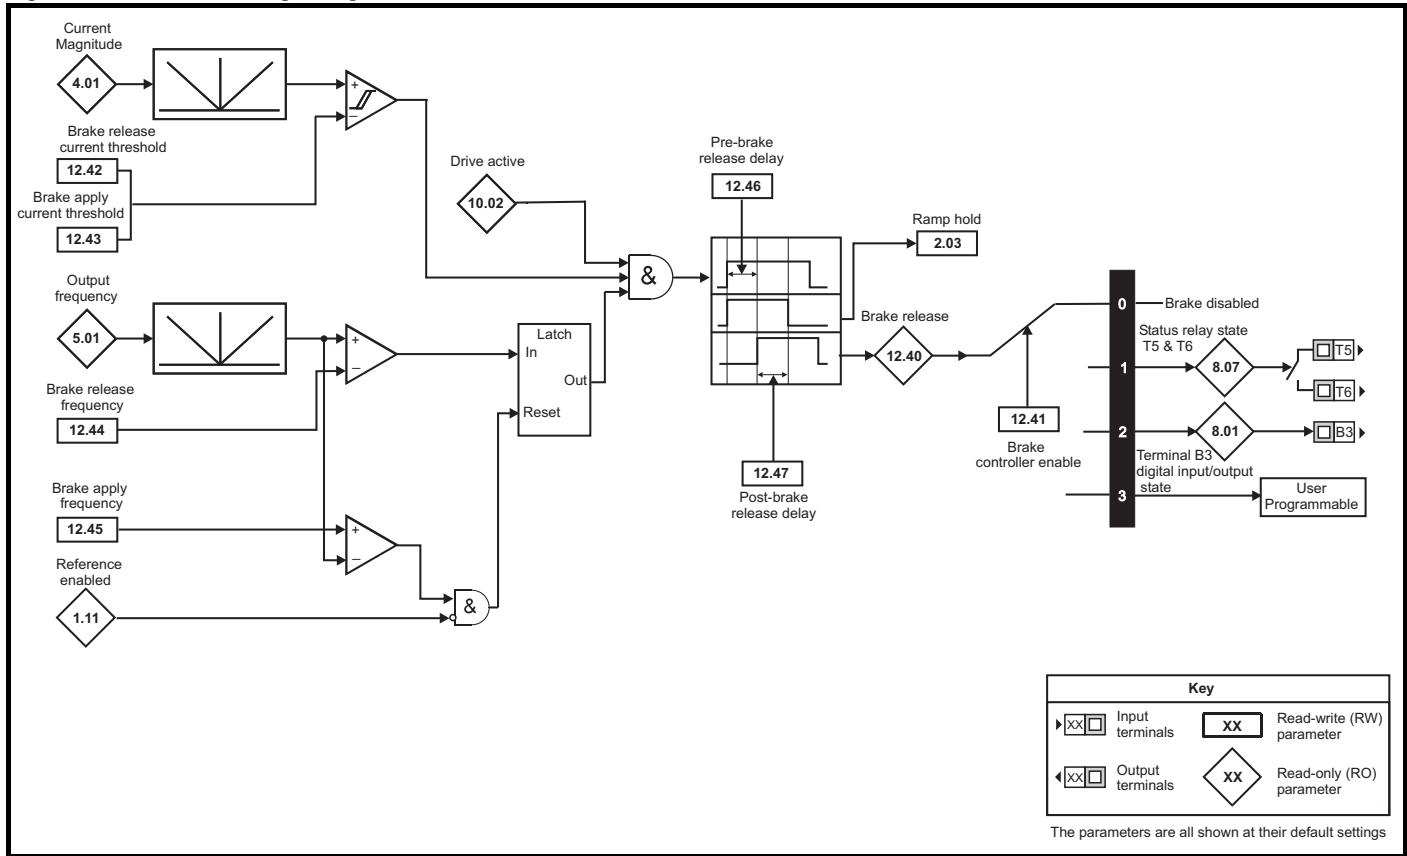 Current
Magnitude
4.01
+
−
Brake release
current threshold
12.42
Brake apply
current threshold
12.43
Drive active
10.02
&
Pre-brake
release delay
12.46
Ramp hold
2.03
Output
frequency
5.01
+
−
Brake release
frequency
12.44
Latch
In
Out
Reset
12.47
Post-brake
release delay
Brake release
12.40
12.41
Brake
controller enable
0
Brake disabled
Status relay state
T5 & T6
1
8.07
T5
T6
2
8.01
B3
Terminal B3
digital input/output
state
3
User
Programmable
Brake apply
frequency
12.45
+
−
Reference
enabled
1.11
&
Key
XX
Input
terminals
XX
Read-write (RW)
parameter
XX
Output
terminals
XX
Read-only (RO)
parameter
The parameters are all shown at their default settings